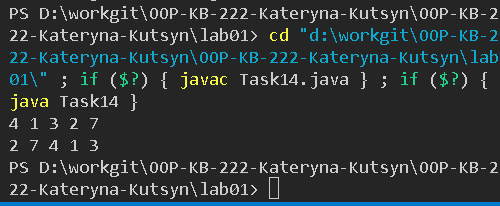 PS D:\workgit\OOP-KB-222-Kateryna-Kutsyn\OOP-KB-2
22-Kateryna-Kutsyn\lab01> cd "d:\workgit\OOP-KB-2
22-Kateryna-Kutsyn\OOP-KB-222-Kateryna-Kutsyn\lab
01\" ; if ($?) { javac Task14.java } ; if ($?) {
java Task14 }
4 1 3 2 7
2 7 4 1 3
PS D:\workgit\OOP-KB-222-Kateryna-Kutsyn\OOP-KB-2
22-Kateryna-Kutsyn\lab01>